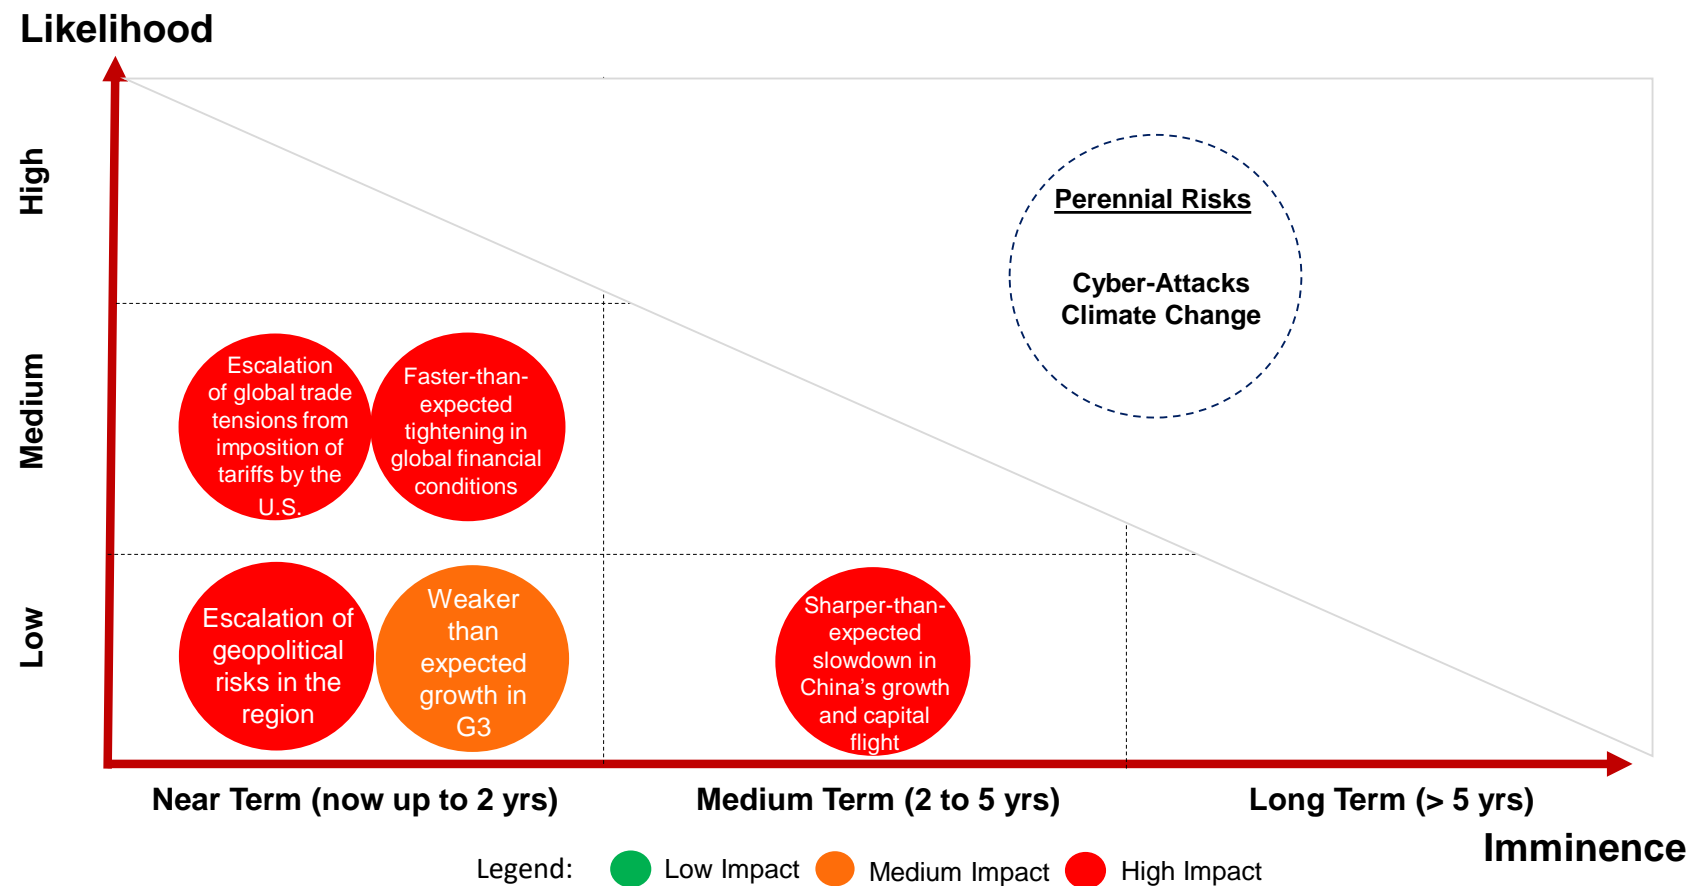 Likelihood
High
Medium
Low
Perennial Risks
Cyber-Attacks
Climate Change
Escalation
of global trade
tensions from
imposition of
tariffs by the
U.S.
Faster-than-
expected
tightening in
global financial
conditions
Escalation of
geopolitical
risks in the
region
Weaker
than
expected
growth in
G3
Sharper-than-
expected
slowdown in
China’s growth
and capital
flight
Near Term (now up to 2 yrs)
Medium Term (2 to 5 yrs)
Long Term (> 5 yrs)
Imminence
Legend:
Low Impact
Medium Impact
High Impact